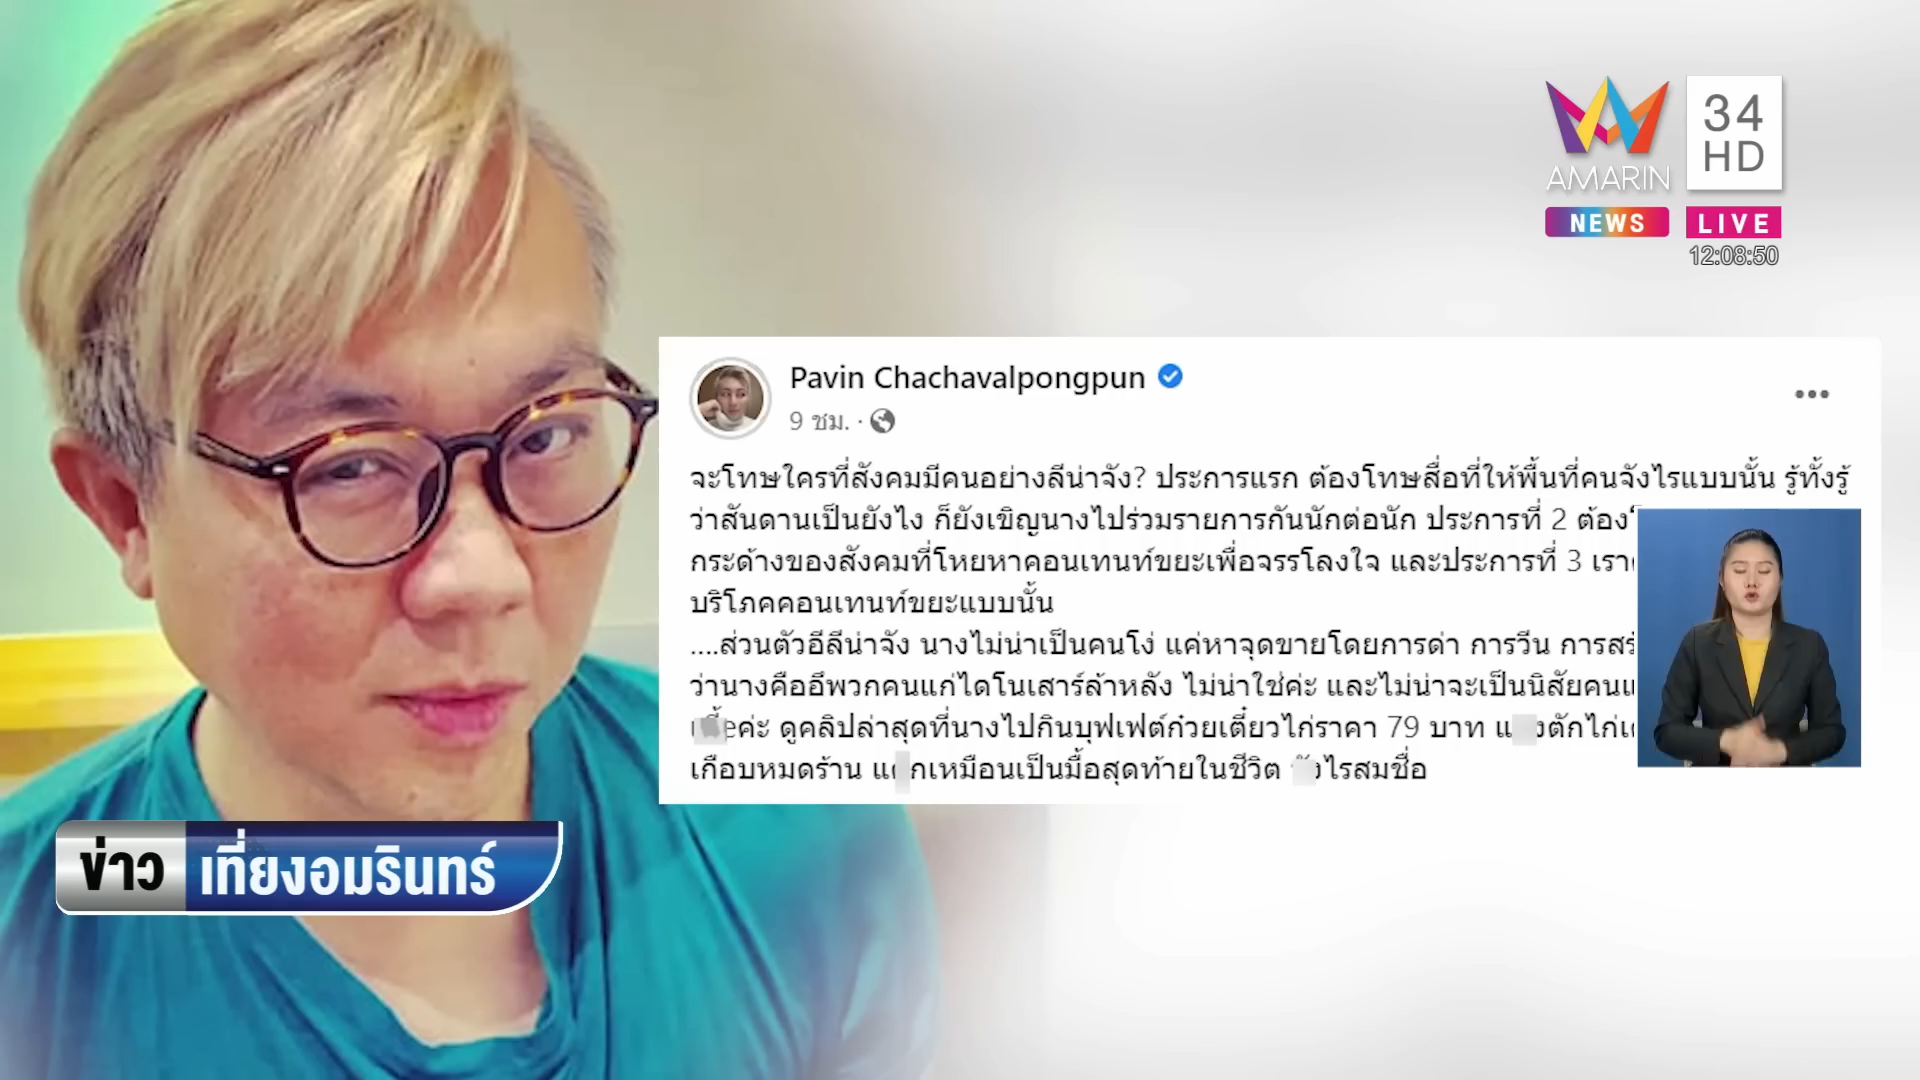 AMARIN
34
HD
NEWS
LIVE
12:08:50
Pavin Chachavalpongpun
9 ชม. ·
จะโทษใครที่สังคมมีคนอย่างลีน่าจัง? ประการแรก ต้องโทษสื่อที่ให้พื้นที่คนจังไรแบบนั้น รู้ทั้งรู้
ว่าสันดานเป็นยังไง ก็ยังเชิญนางไปร่วมรายการกันนักต่อนัก ประการที่ 2 ต้อง
กระด้างของสังคมที่โหยหาคอนเทนท์ขยะเพื่อจรรโลงใจ และประการที่ 3
บริโภคคอนเทนท์ขยะแบบนั้น
....ส่วนตัวอีลีน่าจัง นางไม่น่าเป็นคนโง่ แค่หาจุดขายโดยการด่า การวีน
ว่านางคืออีพวกคนแก่ไดโนเสาร์ล้าหลัง ไม่น่าใช่ค่ะ และไม่น่าจะเป็นนิสัย
ค่ะ ดูคลิปล่าสุดที่นางไปกินบุฟเฟต์ก๋วยเตี๋ยวไก่ราคา 79 บาท ตักไก่
เกือบหมดร้าน เหมือนเป็นมื้อสุดท้ายในชีวิต ไรสมชื่อ
ข่าว เที่ยงอมรินทร์